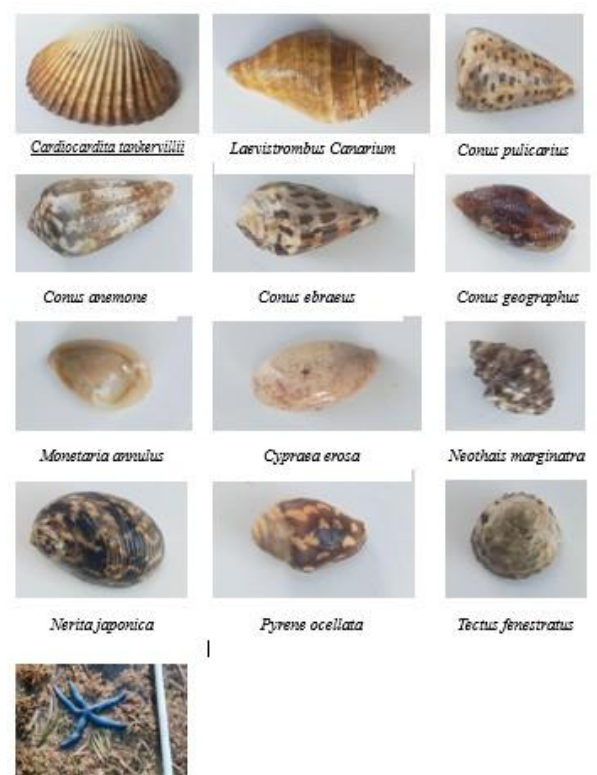 Cardiocardita tankervillii
Laevistrombus Canarium
Conus pulicarius
Conus anemone
Conus ebraeus
Conus geographus
Monetaria annulus
Cypraea erosa
Neothais marginatra
Nerita japonica
Pyrene ocellata
Tectus fenestratus